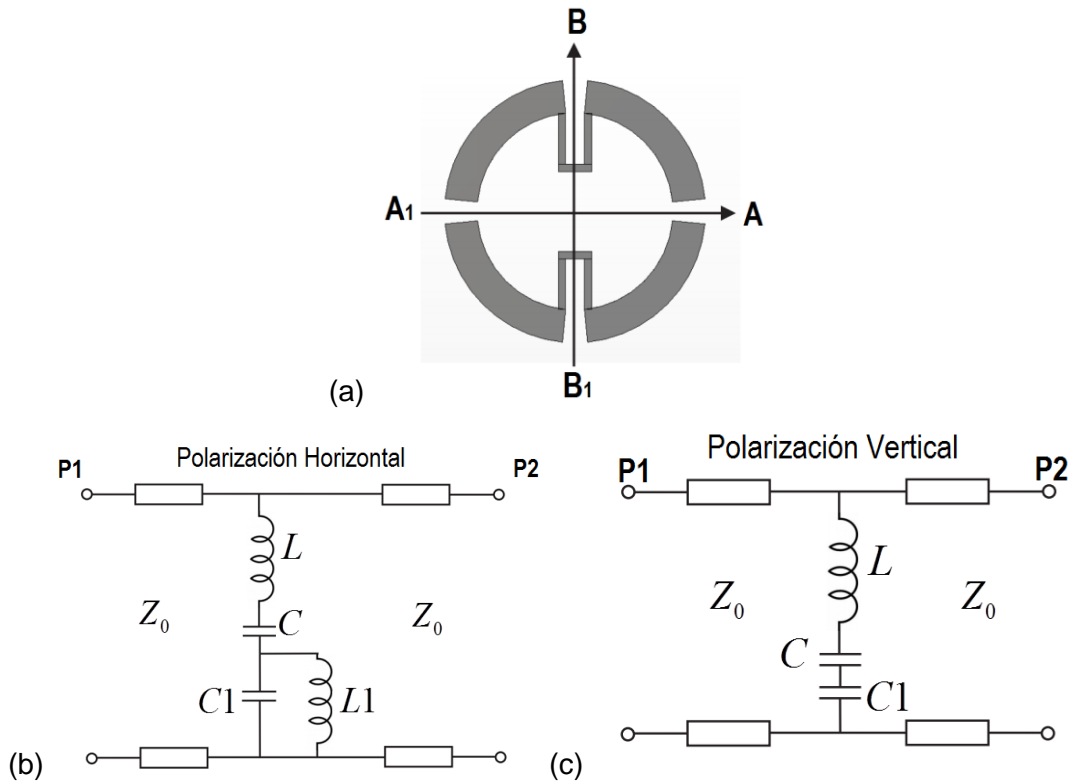 B
A₁
A
B₁
(a)
Polarización Horizontal
P1
P2
L
Z₀
C
Z₀
C1
L1
(b)
Polarización Vertical
P1
P2
L
Z₀
Z₀
C
C1
(c)